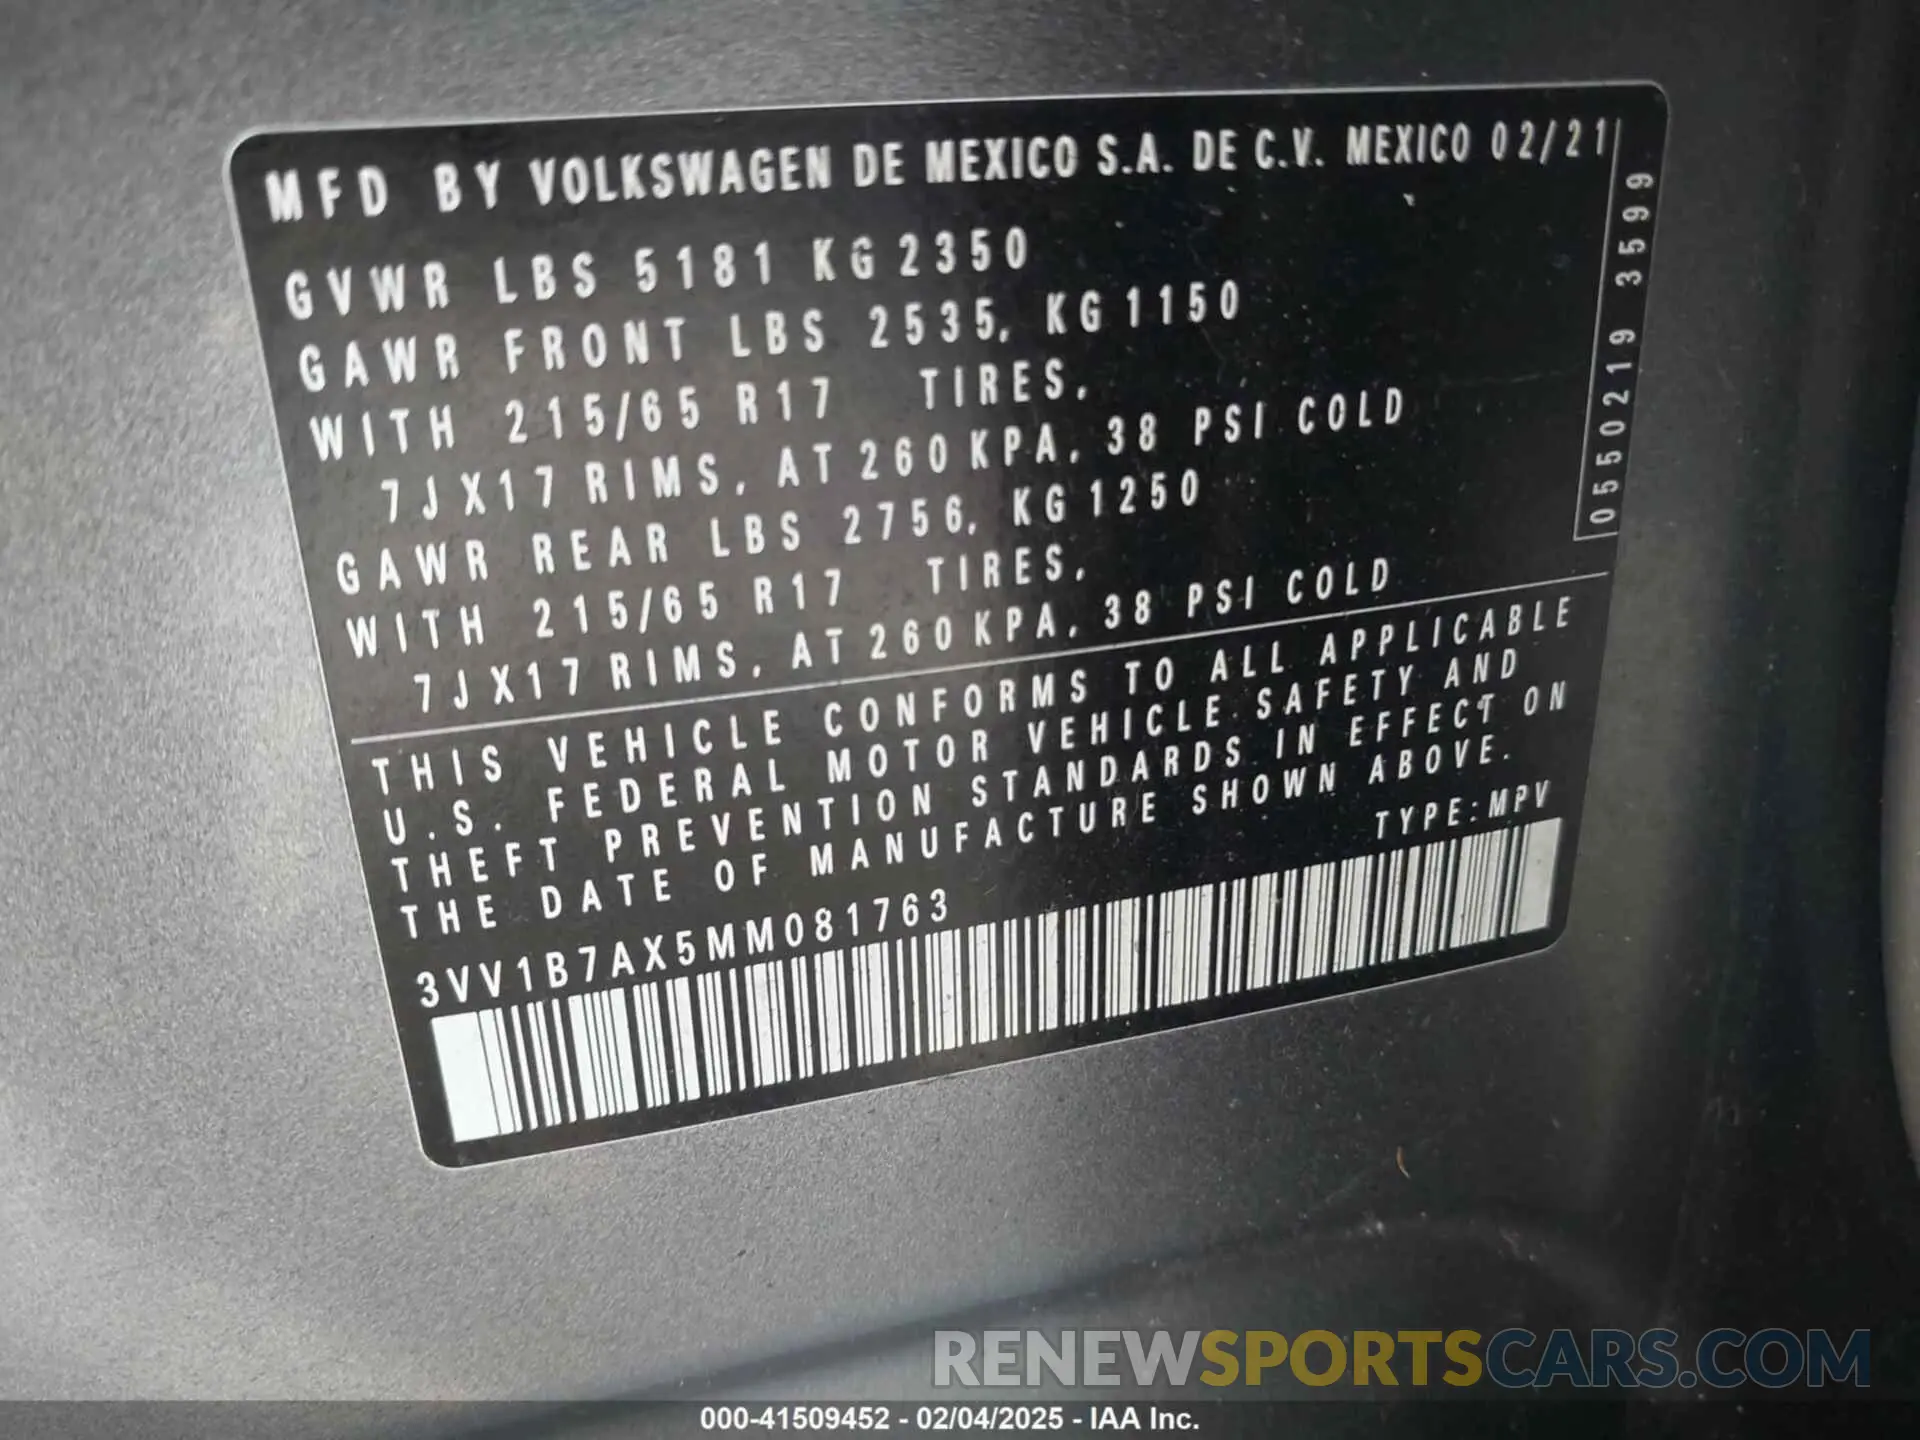 MFD BY VOLKSWAGEN DE MEXICO S.A. DE C.V. MEXICO 02/21
GVWR LBS 5181 KG 2350
GAWR FRONT LBS 2535, KG 1150
WITH 215/65 R17 TIRES,
7JX17 RIMS, AT 260 KPA, 38 PSI COLD
GAWR REAR LBS 2756, KG 1250
WITH 215/65 R17 TIRES,
7JX17 RIMS, AT 260 KPA, 38 PSI COLD
0550219 3599
THIS VEHICLE CONFORMS TO ALL APPLICABLE
U.S. FEDERAL MOTOR VEHICLE SAFETY AND
THEFT PREVENTION STANDARDS IN EFFECT ON
THE DATE OF MANUFACTURE SHOWN ABOVE.
TYPE:MPV
3VV1B7AX5MM081763
RENEWSPORTSCARS.COM
000-41509452 - 02/04/2025 - IAA Inc.